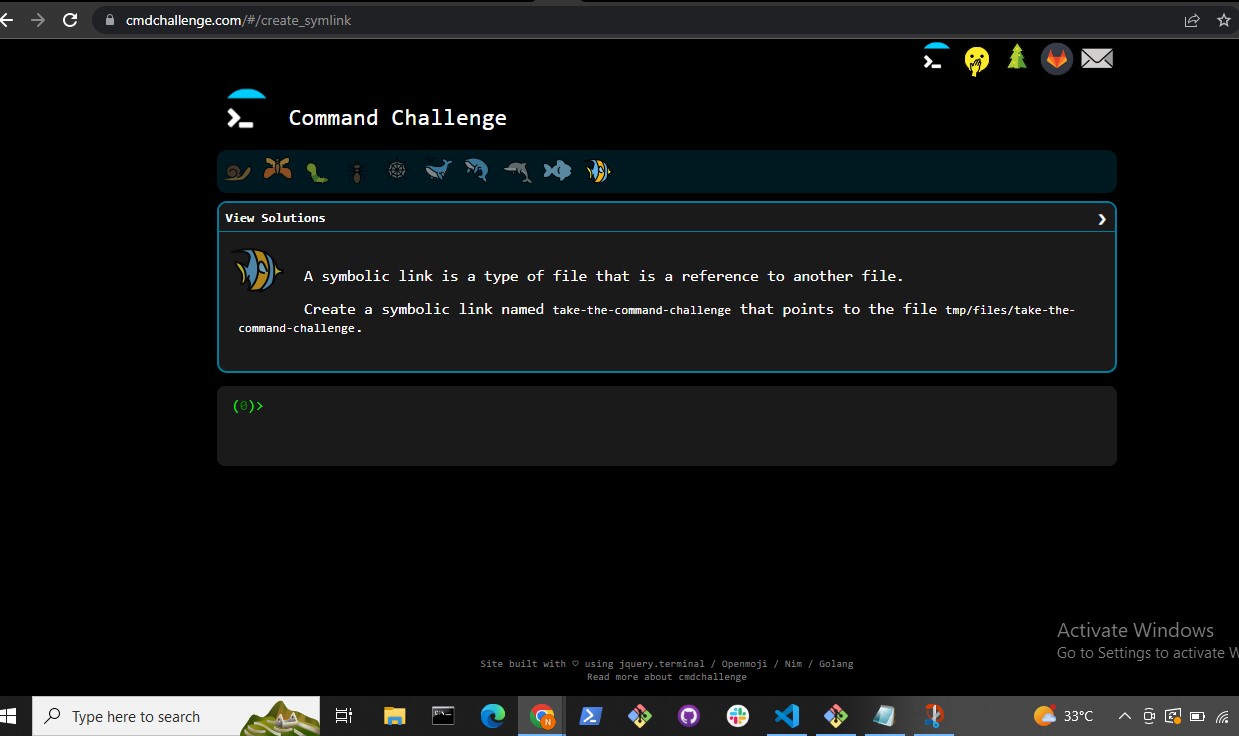 cmdchallenge.com/#/create_symlink
Command Challenge
View Solutions
A symbolic link is a type of file that is a reference to another file.
Create a symbolic link named take-the-command-challenge that points to the file tmp/files/take-the-
command-challenge.
(0)>
Activate Windows
Go to Settings to activate W
Site built with ♡ using jquery.terminal / Openmoji / Nim / Golang
Read more about cmdchallenge
Type here to search
N
33°C